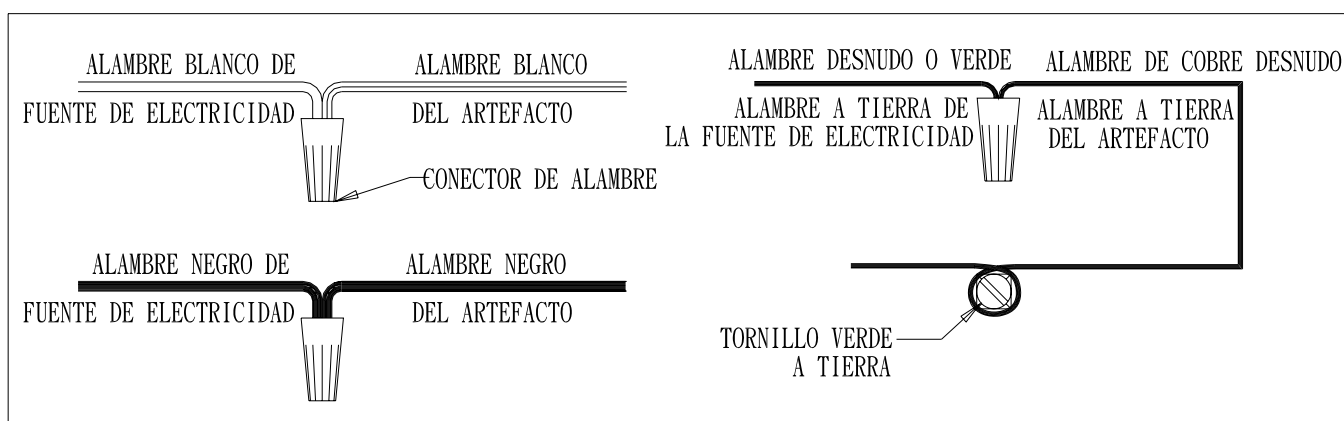 ALAMBRE BLANCO DE
FUENTE DE ELECTRICIDAD
ALAMBRE BLANCO
DEL ARTEFACTO
CONECTOR DE ALAMBRE
ALAMBRE NEGRO DE
FUENTE DE ELECTRICIDAD
ALAMBRE NEGRO
DEL ARTEFACTO
ALAMBRE DESNUDO O VERDE
ALAMBRE A TIERRA DE
LA FUENTE DE ELECTRICIDAD
ALAMBRE DE COBRE DESNUDO
ALAMBRE A TIERRA
DEL ARTEFACTO
TORNILLO VERDE
A TIERRA